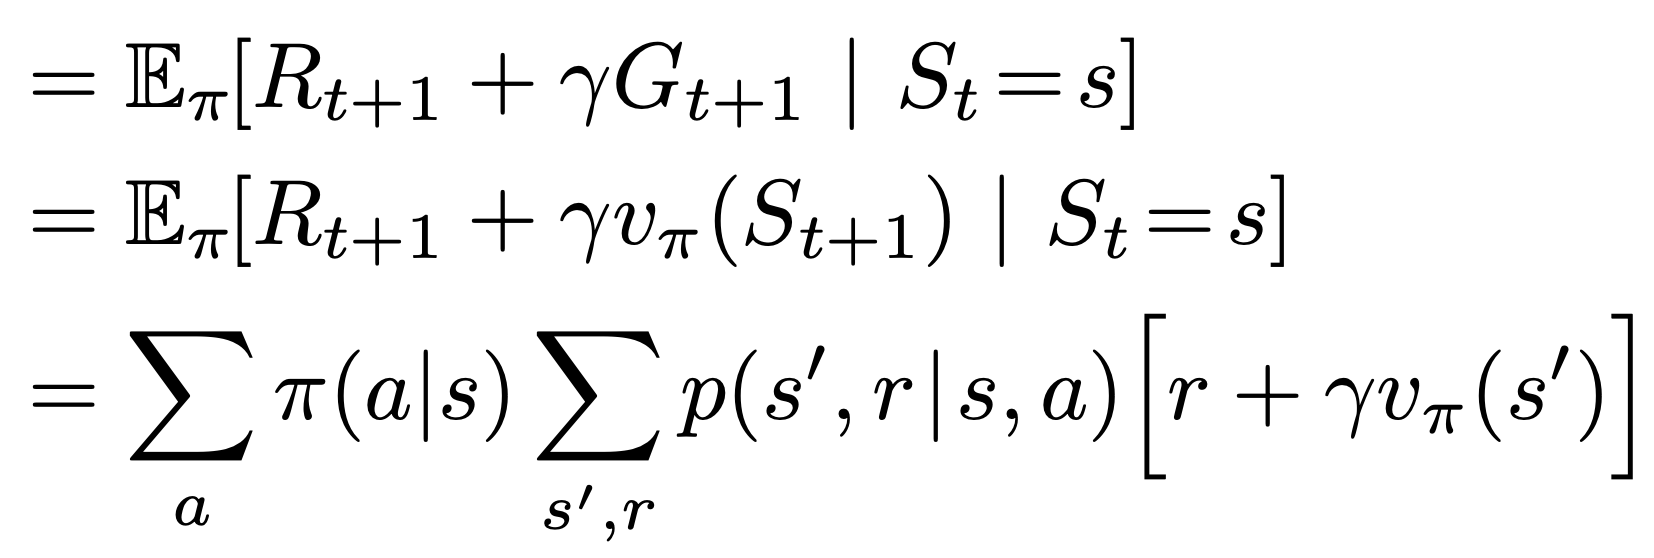 = 𝔼_π[R_{t+1} + γG_{t+1} | S_t = s]
= 𝔼_π[R_{t+1} + γv_π(S_{t+1}) | S_t = s]
= ∑_a π(a|s) ∑_{s′,r} p(s′, r | s, a) [r + γv_π(s′)]